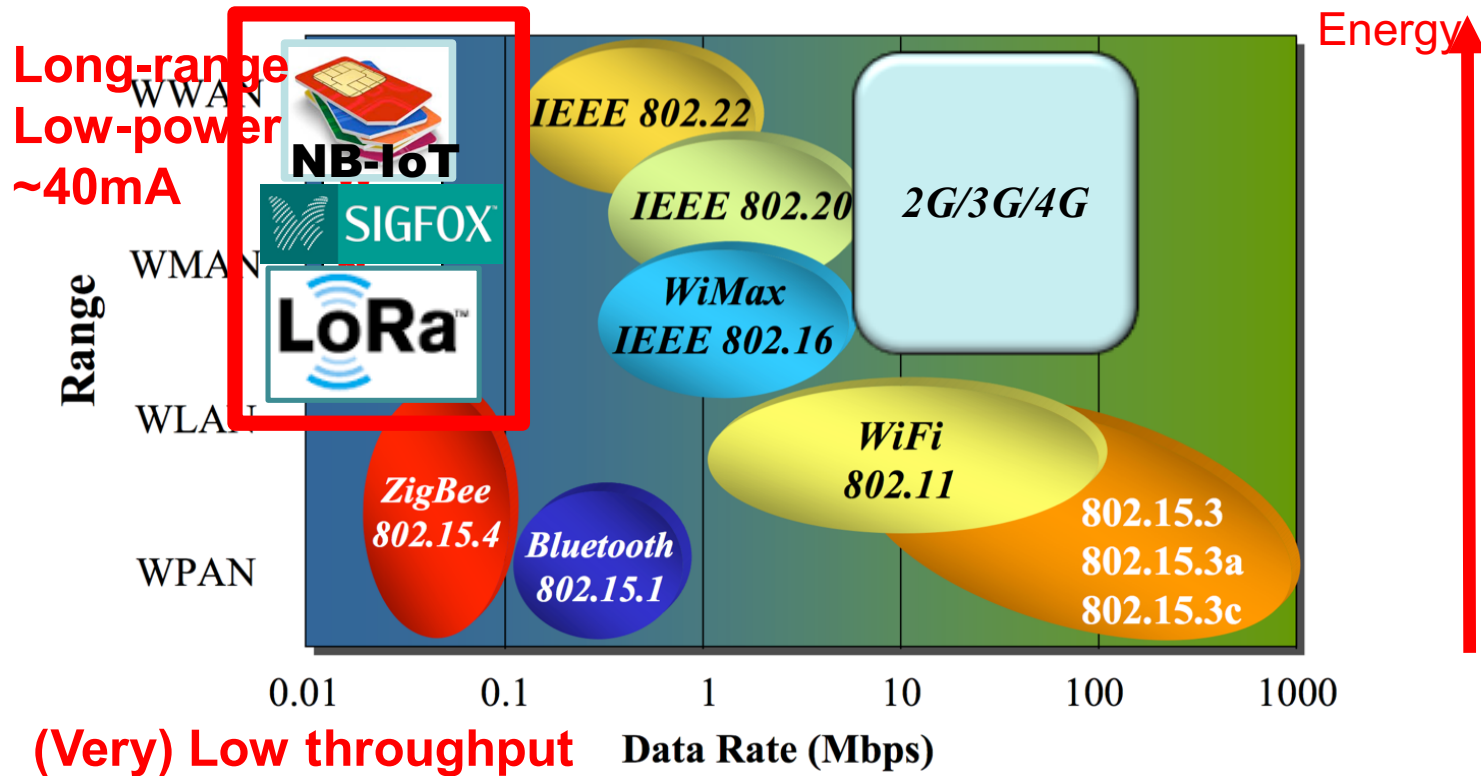 Energy
Long-range
Low-power
~40mA
WWAN
WMAN
WLAN
WPAN
Range
NB-IoT
SIGFOX
LoRa™
IEEE 802.22
IEEE 802.20
2G/3G/4G
WiMax
IEEE 802.16
WiFi
802.11
ZigBee
802.15.4
Bluetooth
802.15.1
802.15.3
802.15.3a
802.15.3c
0.01 0.1 1 10 100 1000
(Very) Low throughput
Data Rate (Mbps)